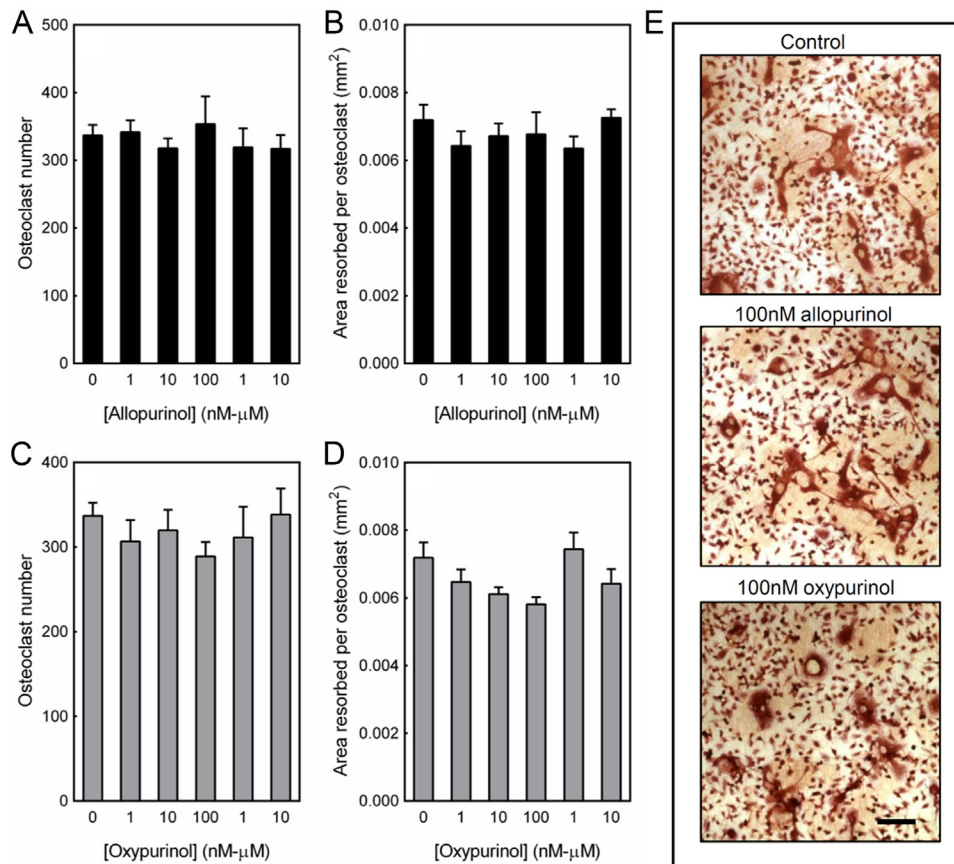 A
500
400
300
200
100
0
Osteoclast number
0 1 10 100 1 10
[Allopurinol] (nM-μM)
B
0.010
0.008
0.006
0.004
0.002
0.000
Area resorbed per osteoclast (mm²)
0 1 10 100 1 10
[Allopurinol] (nM-μM)
C
400
300
200
100
0
Osteoclast number
0 1 10 100 1 10
[Oxypurinol] (nM-μM)
D
0.010
0.008
0.006
0.004
0.002
0.000
Area resorbed per osteoclast (mm²)
0 1 10 100 1 10
[Oxypurinol] (nM-μM)
E
Control
100nM allopurinol
100nM oxypurinol